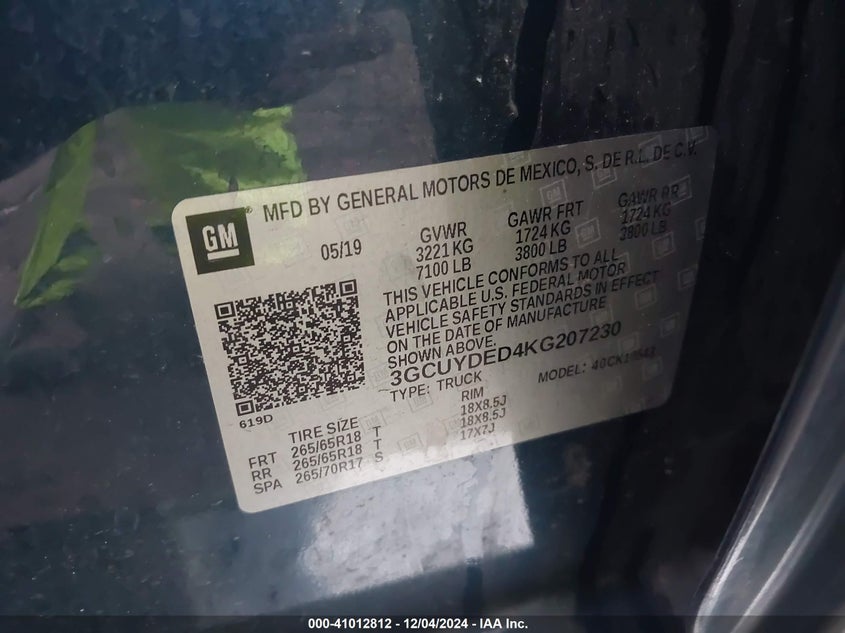 GM
® MFD BY GENERAL MOTORS DE MEXICO, S. DE R.L. DE C.V.
05/19 GVWR GAWR FRT GAWR RR
3221 KG 1724 KG 1724 KG
7100 LB 3800 LB 3800 LB
THIS VEHICLE CONFORMS TO ALL
APPLICABLE U.S. FEDERAL MOTOR
VEHICLE SAFETY STANDARDS IN EFFECT
ON THE DATE OF MANUFACTURE
SHOWN ABOVE.
3GCUYDED4KG207230
TYPE: TRUCK MODEL:
619D
TIRE SIZE RIM
FRT 265/65R18 T 18X8.5J
RR 265/65R18 T 18X8.5J
SPA 265/70R17 S 17X7J
000-41012812 - 12/04/2024 - IAA Inc.